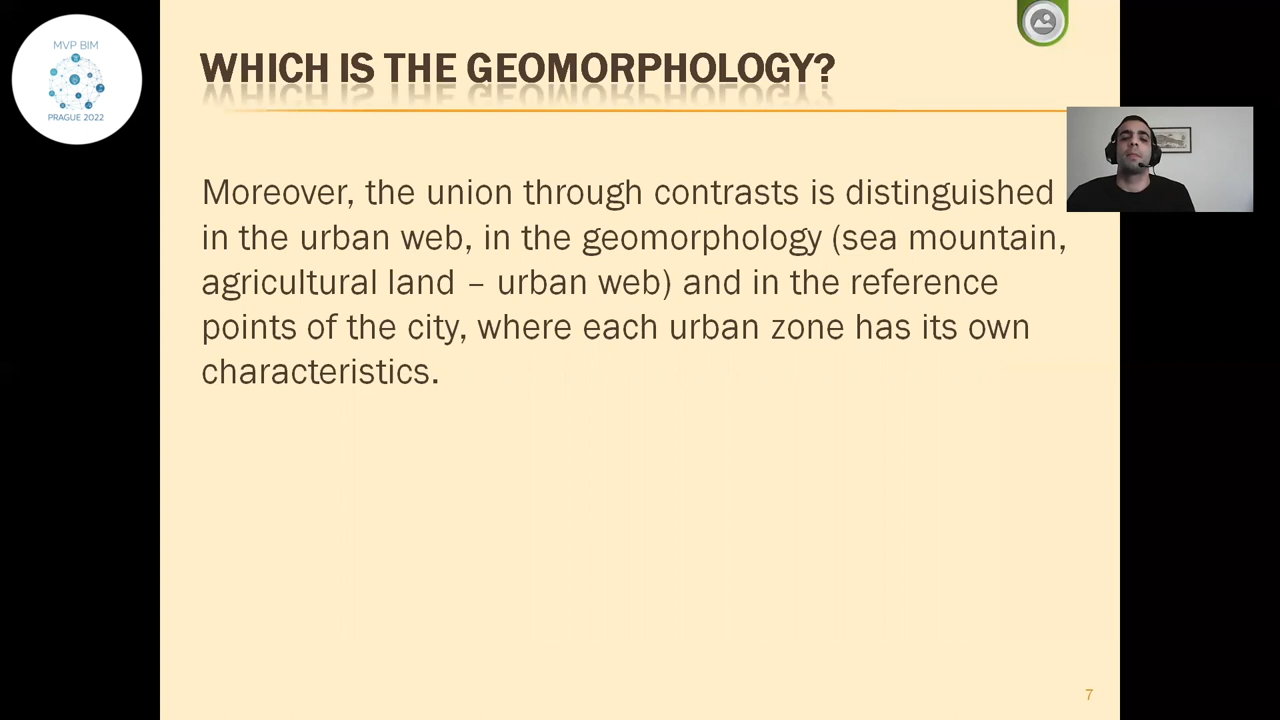 MVP BIM
PRAGUE 2022
WHICH IS THE GEOMORPHOLOGY?
Moreover, the union through contrasts is distinguished
in the urban web, in the geomorphology (sea mountain,
agricultural land – urban web) and in the reference
points of the city, where each urban zone has its own
characteristics.
7